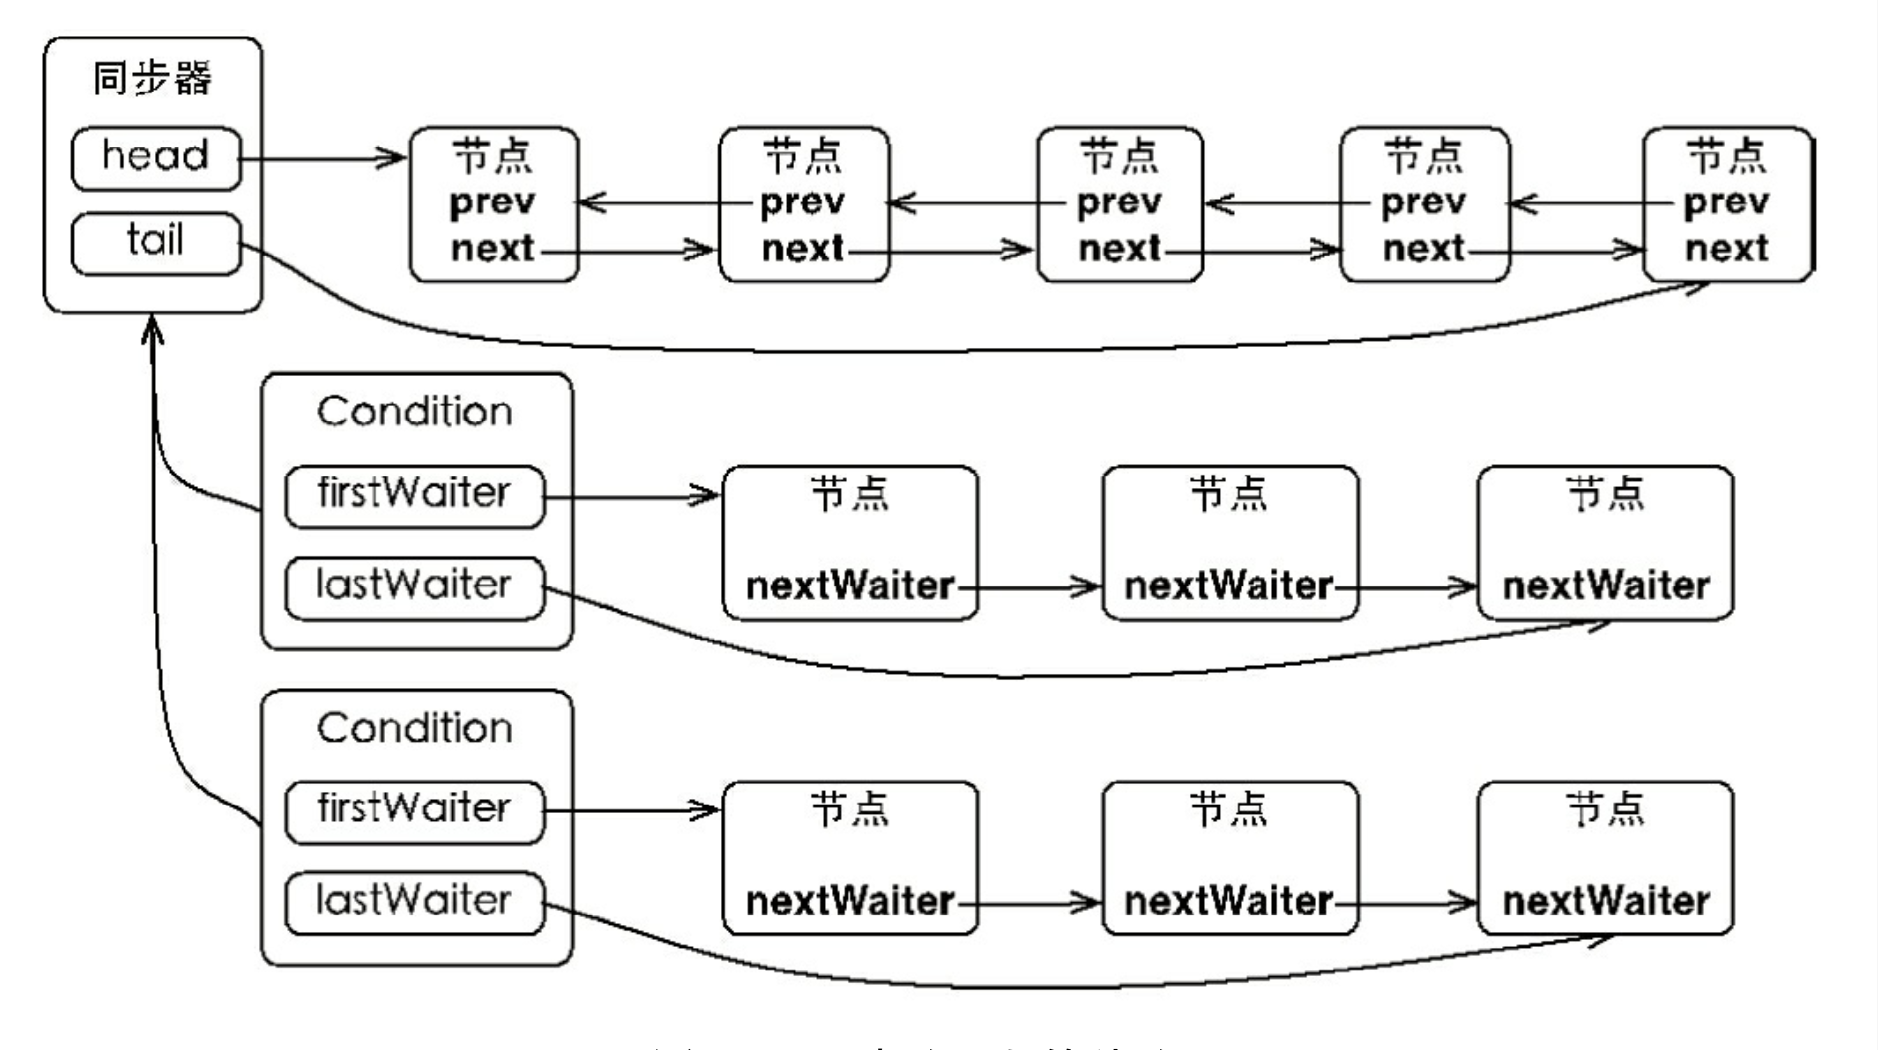 同步器
head
tail
节点 节点 节点 节点 节点
prev prev prev prev prev
next next next next next
Condition
firstWaiter
lastWaiter
节点 节点 节点
nextWaiter nextWaiter nextWaiter
Condition
firstWaiter
lastWaiter
节点 节点 节点
nextWaiter nextWaiter nextWaiter